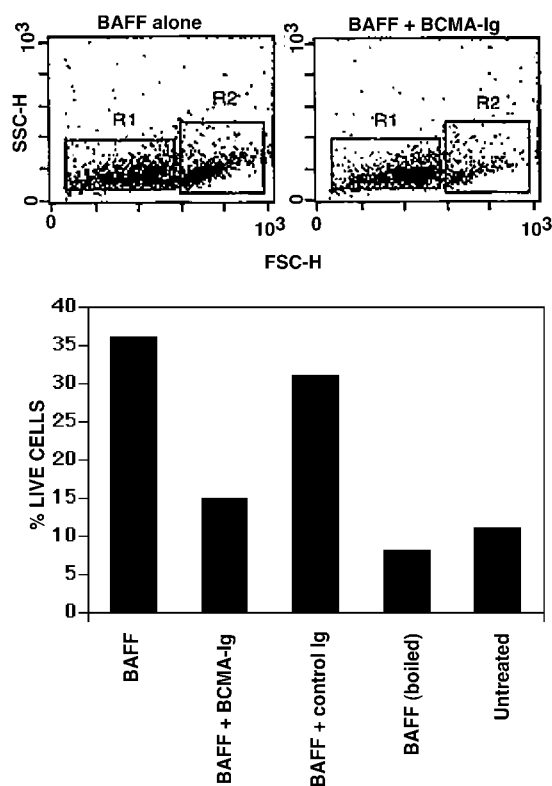 BAFF alone
BAFF + BCMA-Ig
10³
SSC-H
R1
R2
0
0
10³
10³
R1
R2
0
0
10³
FSC-H
% LIVE CELLS
40
35
30
25
20
15
10
5
0
BAFF
BAFF + BCMA-Ig
BAFF + control Ig
BAFF (boiled)
Untreated